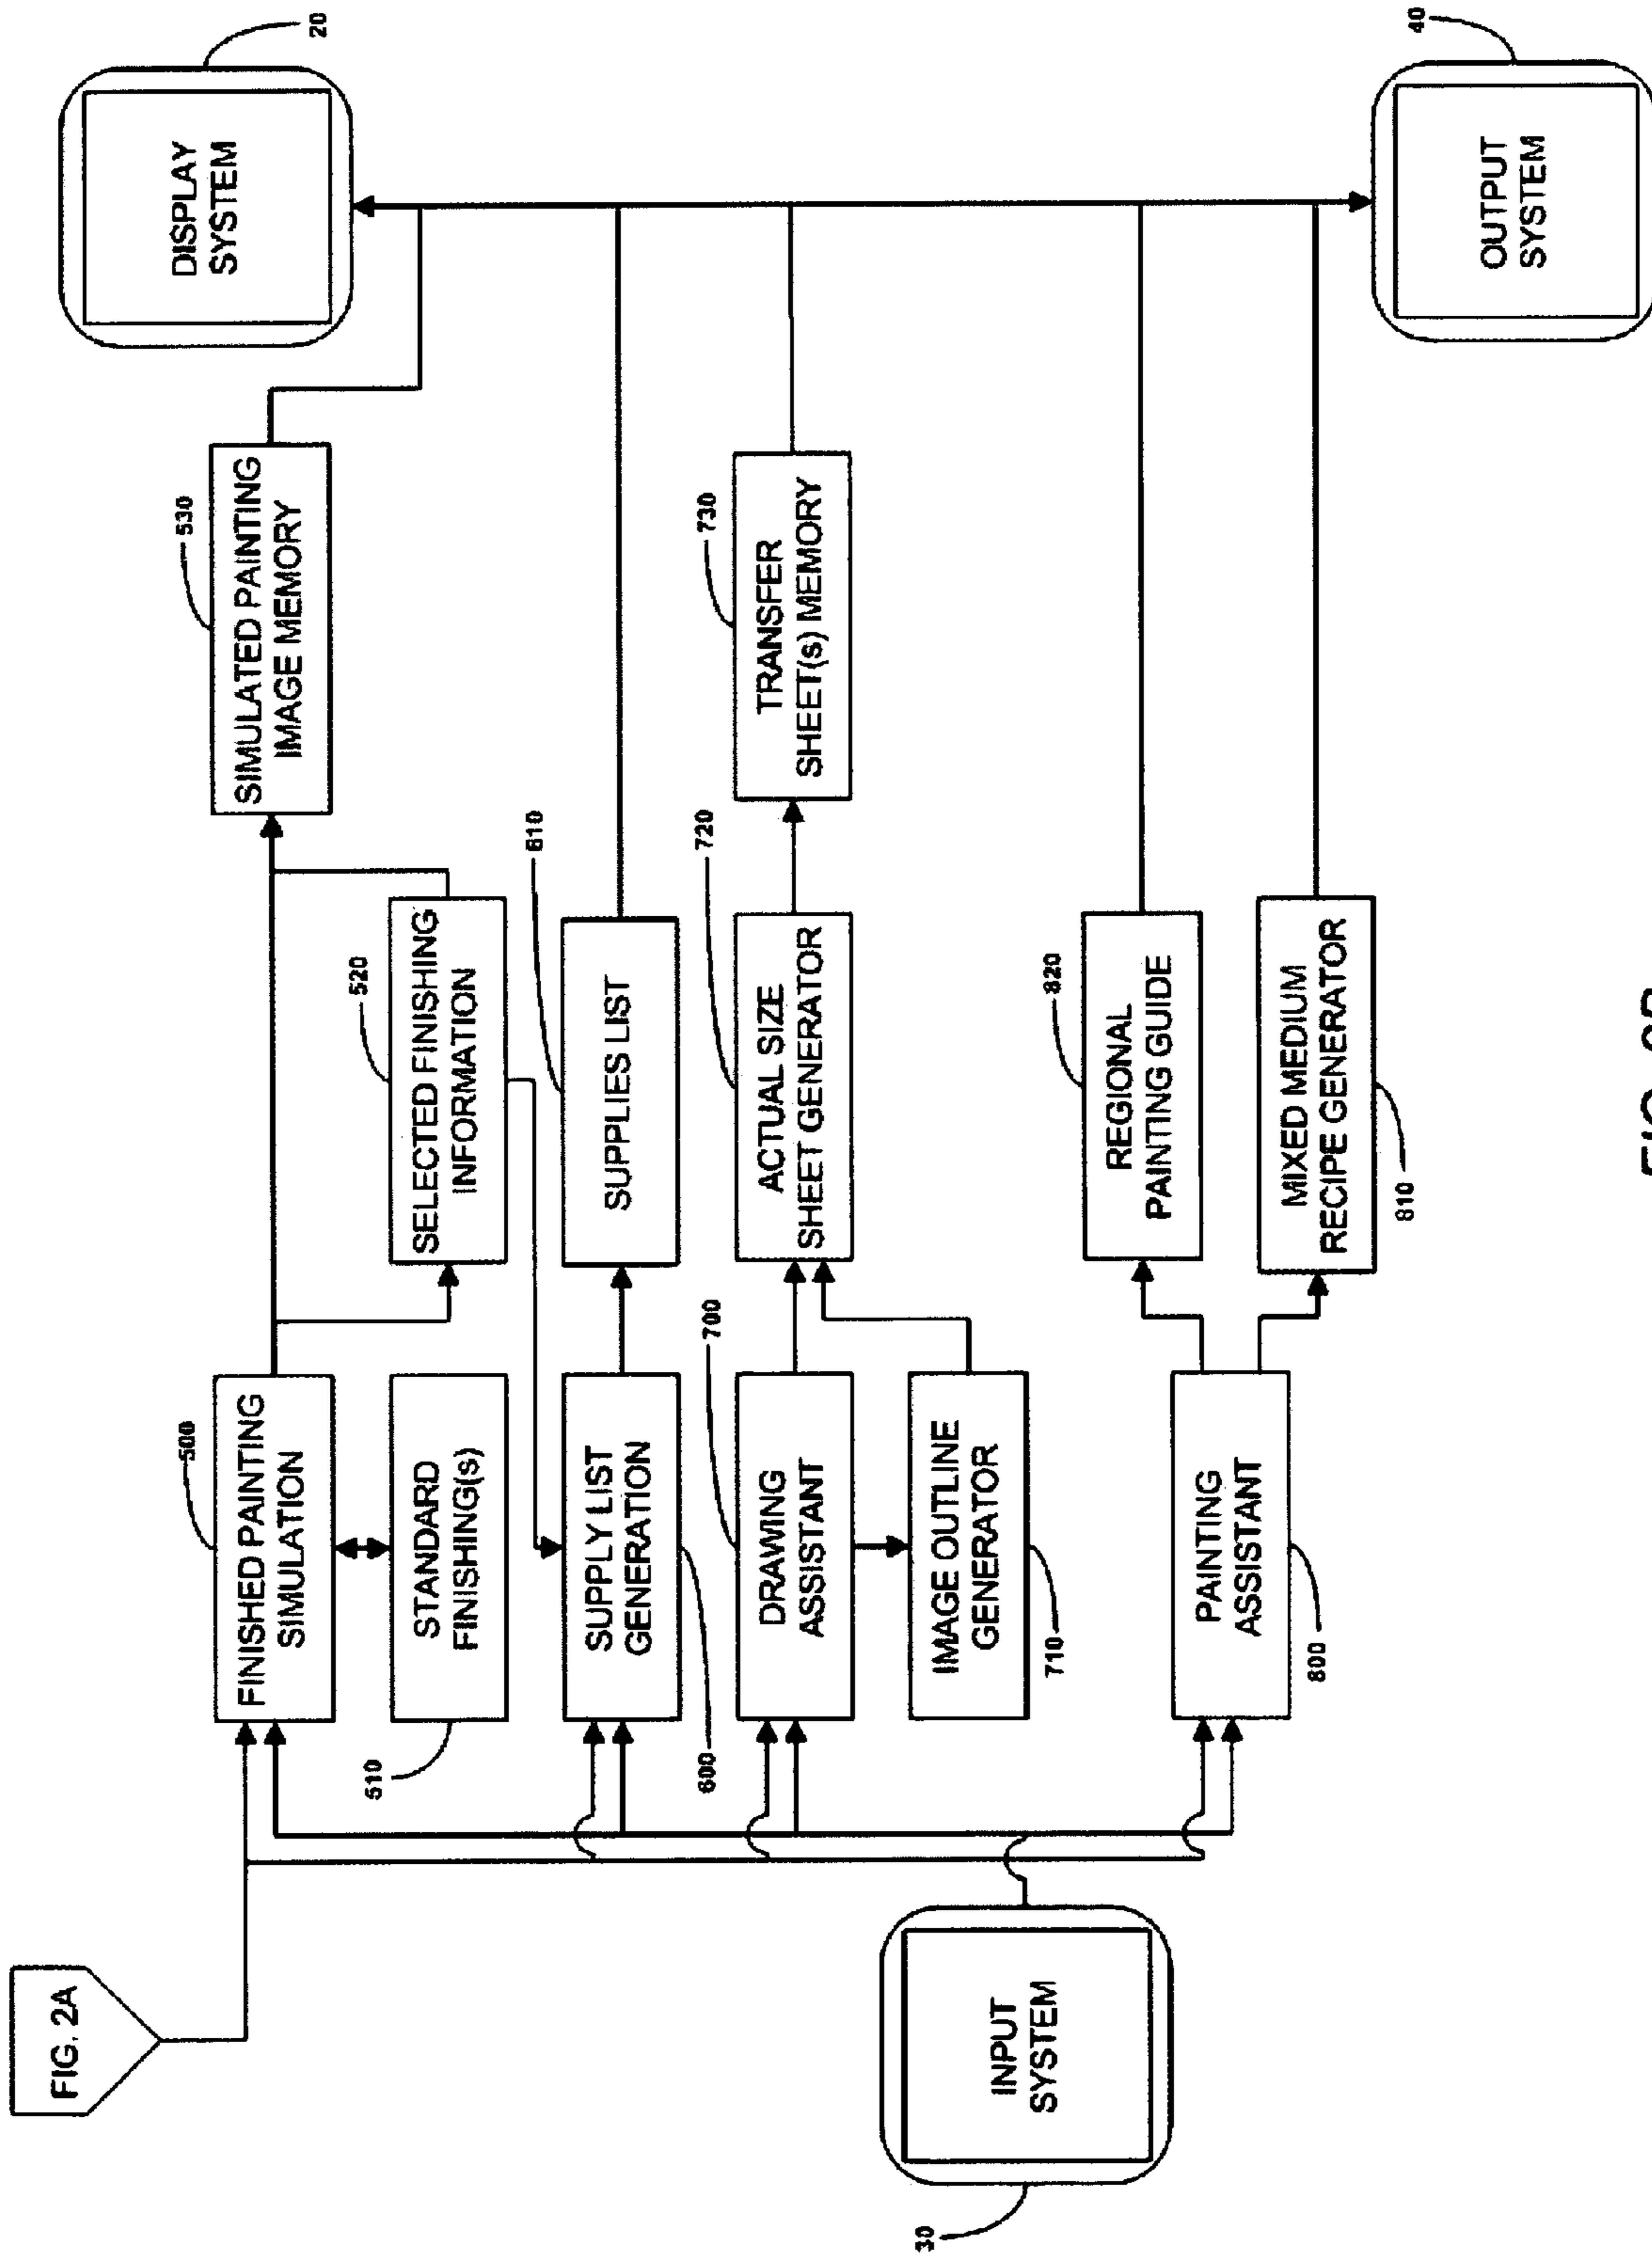 FIG. 2A
20
DISPLAY
SYSTEM
530
SIMULATED PAINTING
IMAGE MEMORY
500
FINISHED PAINTING
SIMULATION
520
SELECTED FINISHING
INFORMATION
STANDARD
FINISHING(s)
510
610
SUPPLIES LIST
SUPPLY LIST
GENERATION
600
700
DRAWING
ASSISTANT
720
ACTUAL SIZE
SHEET GENERATOR
730
TRANSFER
SHEET(s) MEMORY
IMAGE OUTLINE
GENERATOR
710
INPUT
SYSTEM
30
820
REGIONAL
PAINTING GUIDE
PAINTING
ASSISTANT
800
MIXED MEDIUM
RECIPE GENERATOR
810
40
OUTPUT
SYSTEM
FIG.